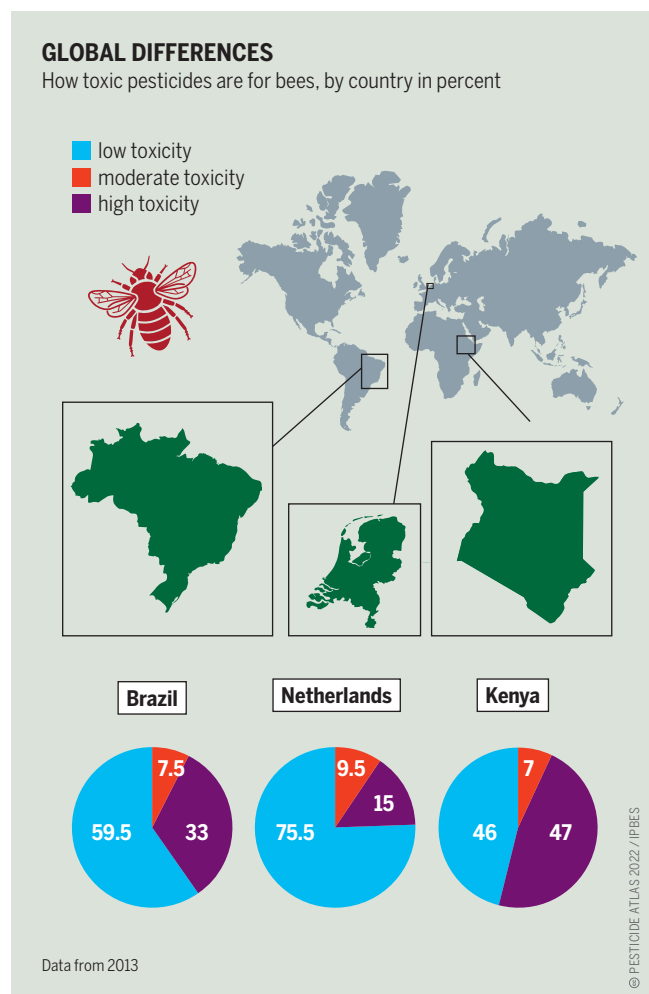 GLOBAL DIFFERENCES
How toxic pesticides are for bees, by country in percent
low toxicity
moderate toxicity
high toxicity
Brazil
Netherlands
Kenya
7.5
59.5
33
9.5
75.5
15
7
46
47
Data from 2013
PESTICIDE ATLAS 2022 / IPBES